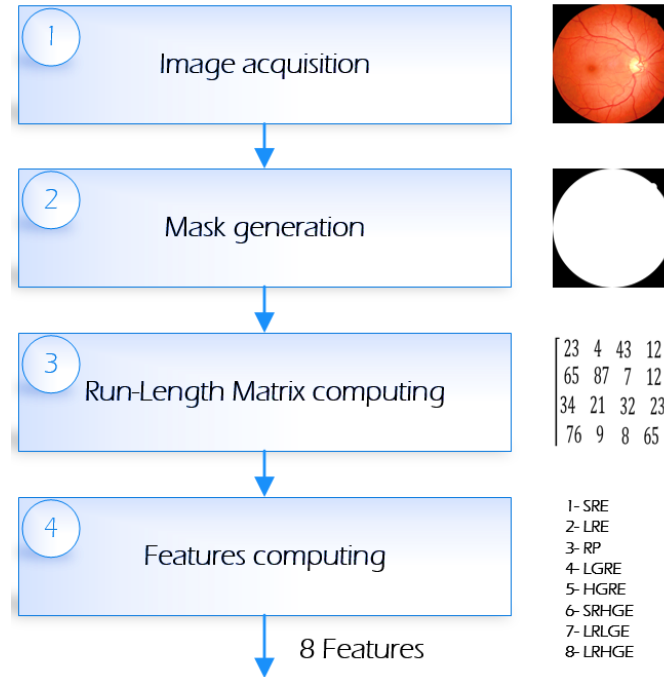 1
Image acquisition
2
Mask generation
3
Run-Length Matrix computing
23 4 43 12
65 87 7 12
34 21 32 23
76 9 8 65
4
Features computing
1- SRE
2- LRE
3- RP
4- LGRE
5- HGRE
6- SRHGE
7- LRLGE
8- LRHGE
8 Features